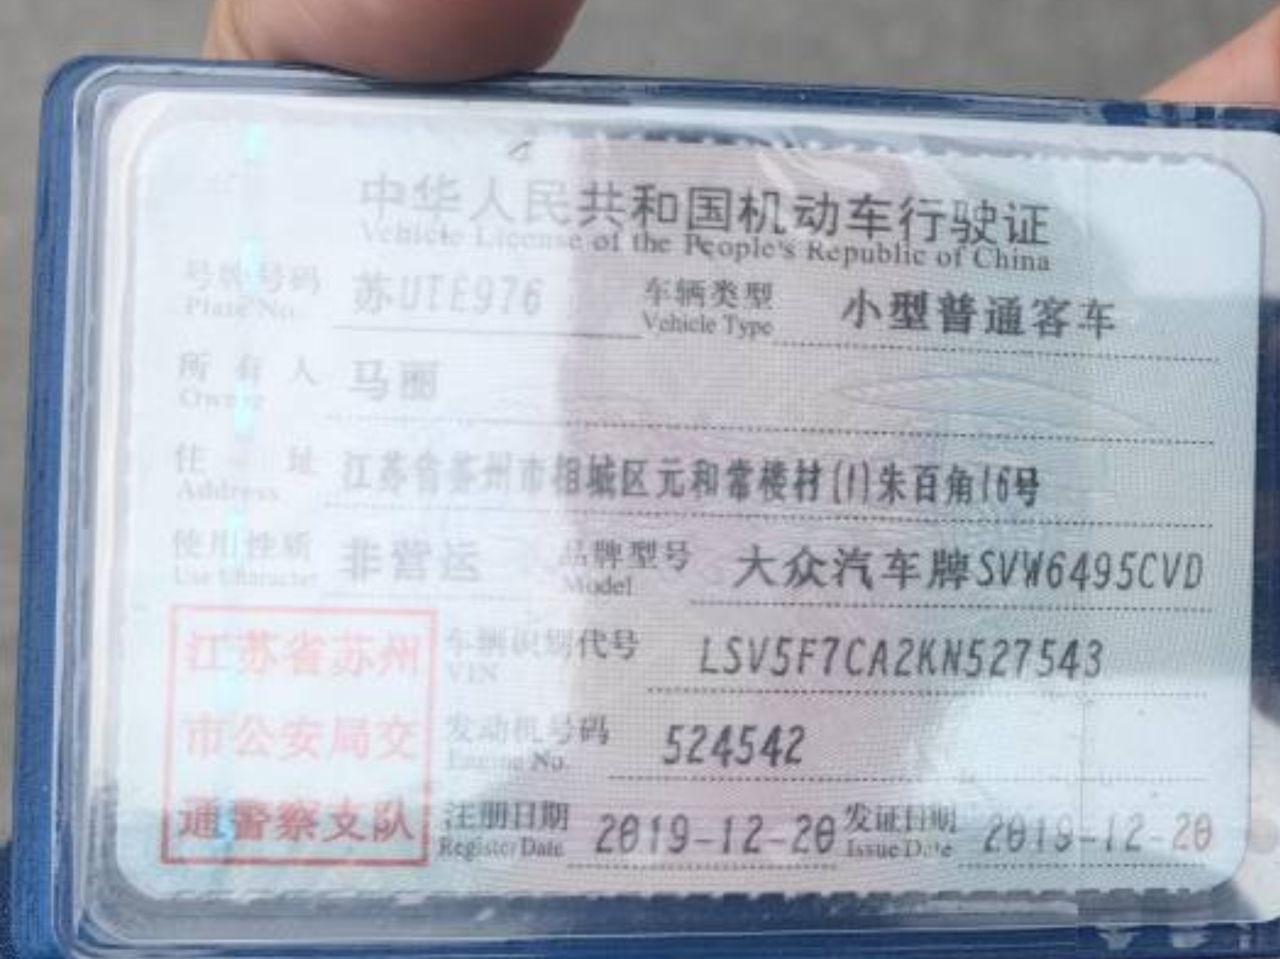 中华人民共和国机动车行驶证
Vehicle License of the People's Republic of China
号牌号码 苏UTE976 车辆类型 小型普通客车
Plate No. Vehicle Type
所有人 马丽
Owner
住址 江苏省苏州市相城区元和常楼村(1)朱百角16号
Address
使用性质 非营运 品牌型号 大众汽车牌SVW6495CVD
Use Character Model
江苏省苏州
市公安局交
通警察支队
车辆识别代号 LSV5F7CA2KN527543
VIN
发动机号码 524542
Engine No.
注册日期 2019-12-20 发证日期 2019-12-20
Register Date Issue Date